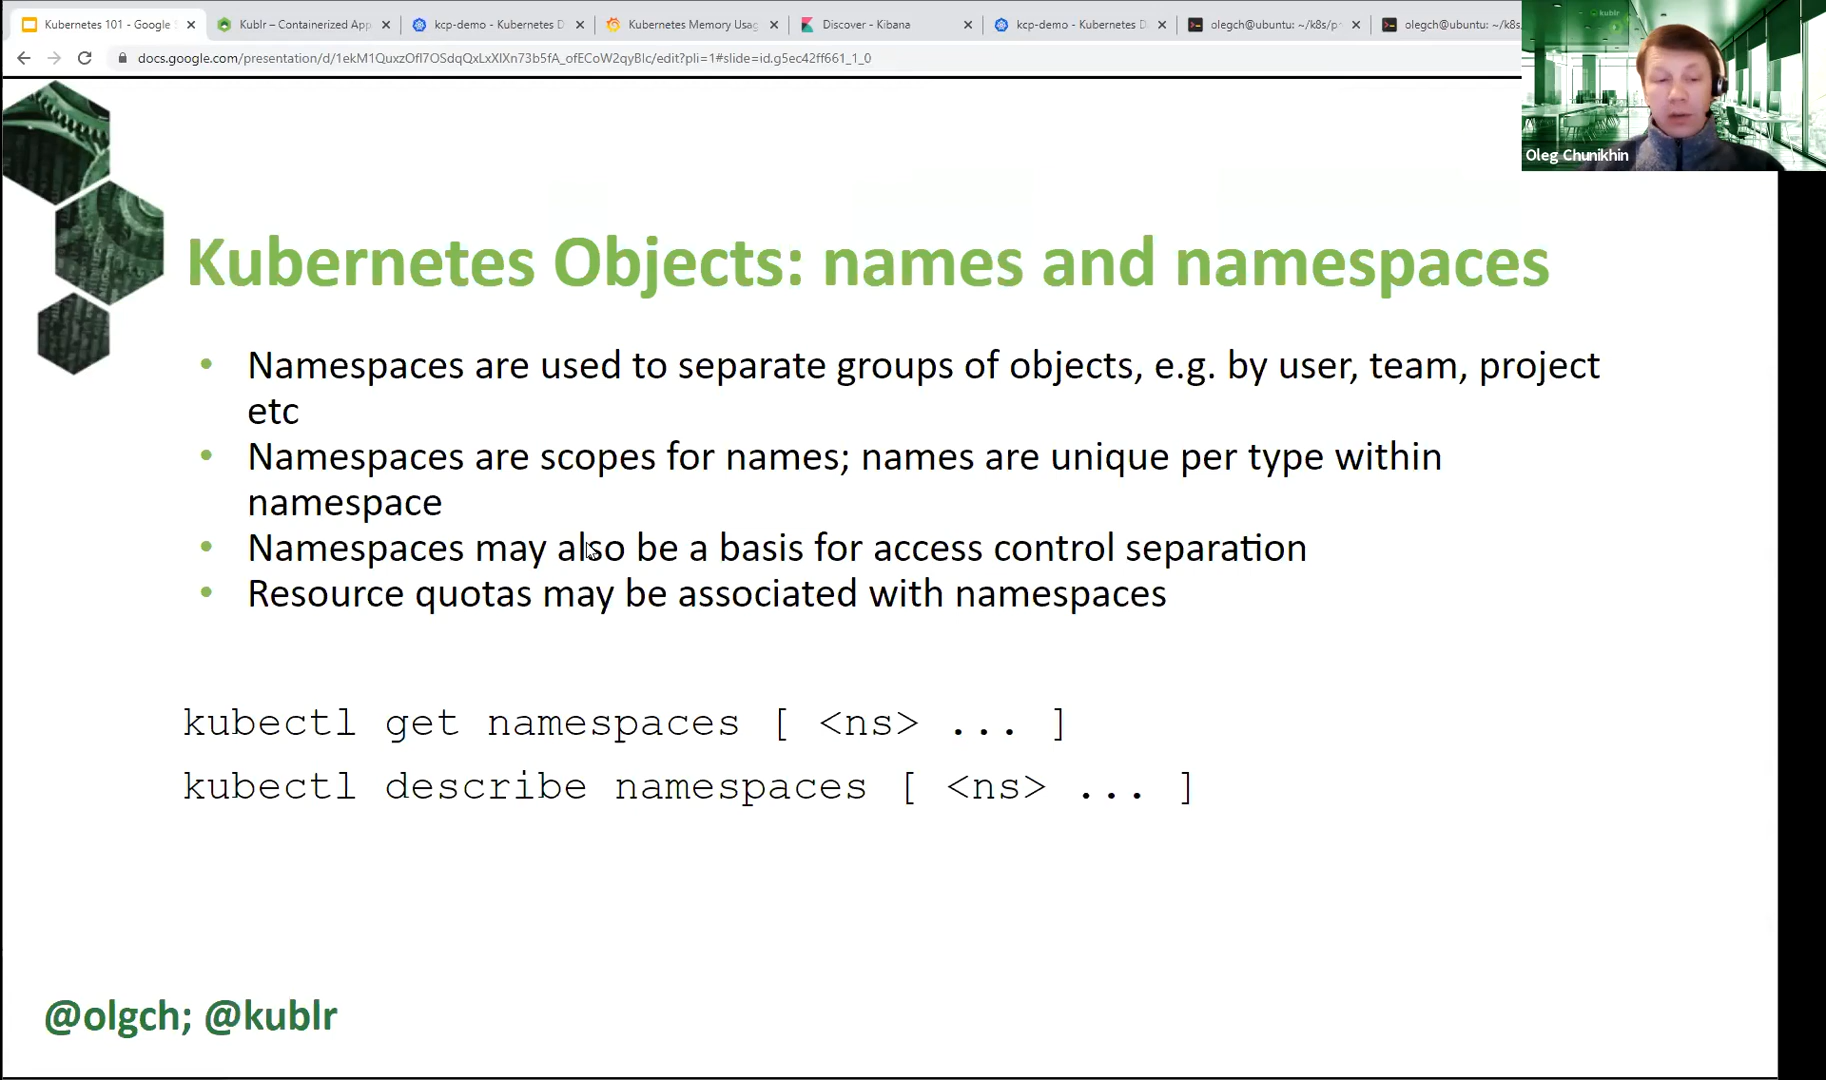 Kubernetes 101 - Google S
Kublr – Containerized App
kcp-demo - Kubernetes D
Kubernetes Memory Usag
Discover - Kibana
kcp-demo - Kubernetes D
olegch@ubuntu: ~/k8s/p
olegch@ubuntu: ~/k8s
docs.google.com/presentation/d/1ekM1QuxzOfl7OSdqQxLxXIXn73b5fA_ofECoW2qyBlc/edit?pli=1#slide=id.g5ec42ff661_1_0
kublr
Oleg Chunikhin
Kubernetes Objects: names and namespaces
• Namespaces are used to separate groups of objects, e.g. by user, team, project
etc
• Namespaces are scopes for names; names are unique per type within
namespace
• Namespaces may also be a basis for access control separation
• Resource quotas may be associated with namespaces
kubectl get namespaces [ <ns> ... ]
kubectl describe namespaces [ <ns> ... ]
@olgch; @kublr